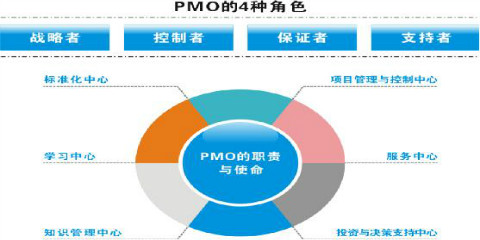 PMO的4种角色
战略者 控制者 保证者 支持者
标准化中心 项目管理与控制中心
学习中心 PMO的职责 服务中心
与使命
知识管理中心 投资与决策支持中心